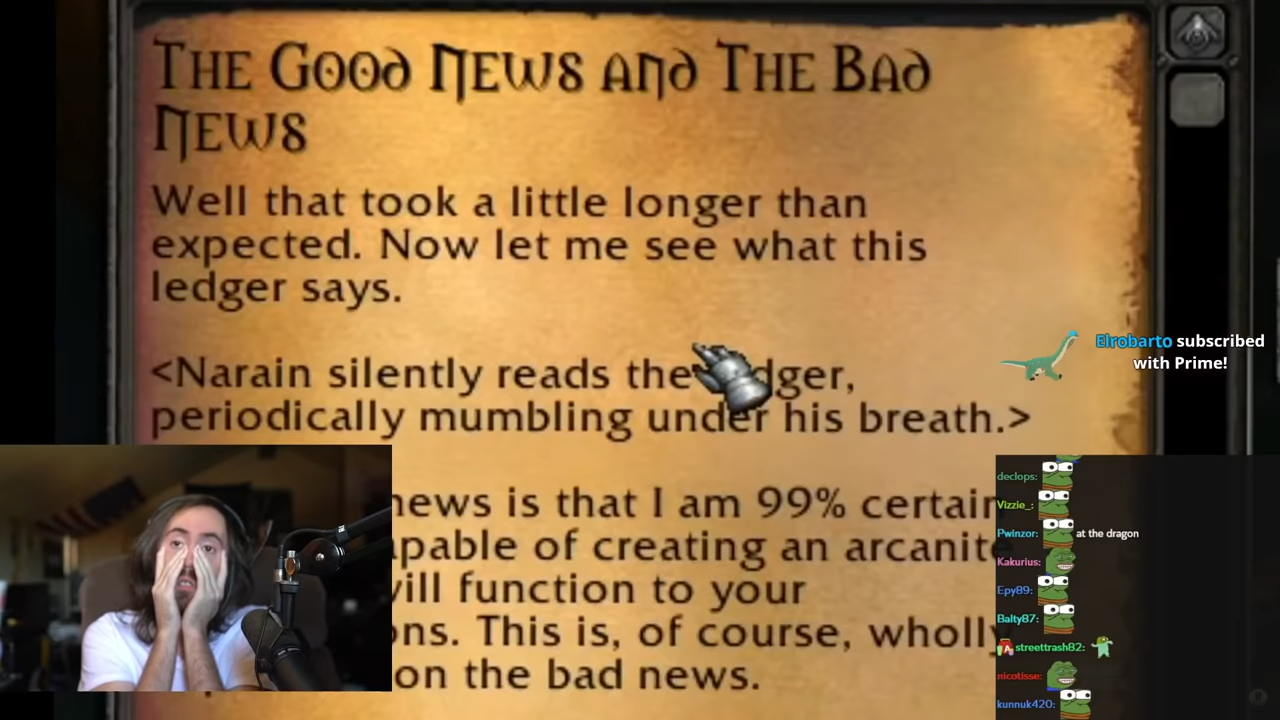 The Good News and The Bad
News
Well that took a little longer than
expected. Now let me see what this
ledger says.
<Narain silently reads the dger,
periodically mumbling under his breath.>
news is that I am 99% certain
apable of creating an arcanite
will function to your
ons. This is, of course, wholly
on the bad news.
Elrobarto subscribed
with Prime!
declops:
Vizzie_:
Pwinzor: at the dragon
Kakurius:
Epy89:
Balty87:
A streettrash82:
nicotisse:
kunnuk420: